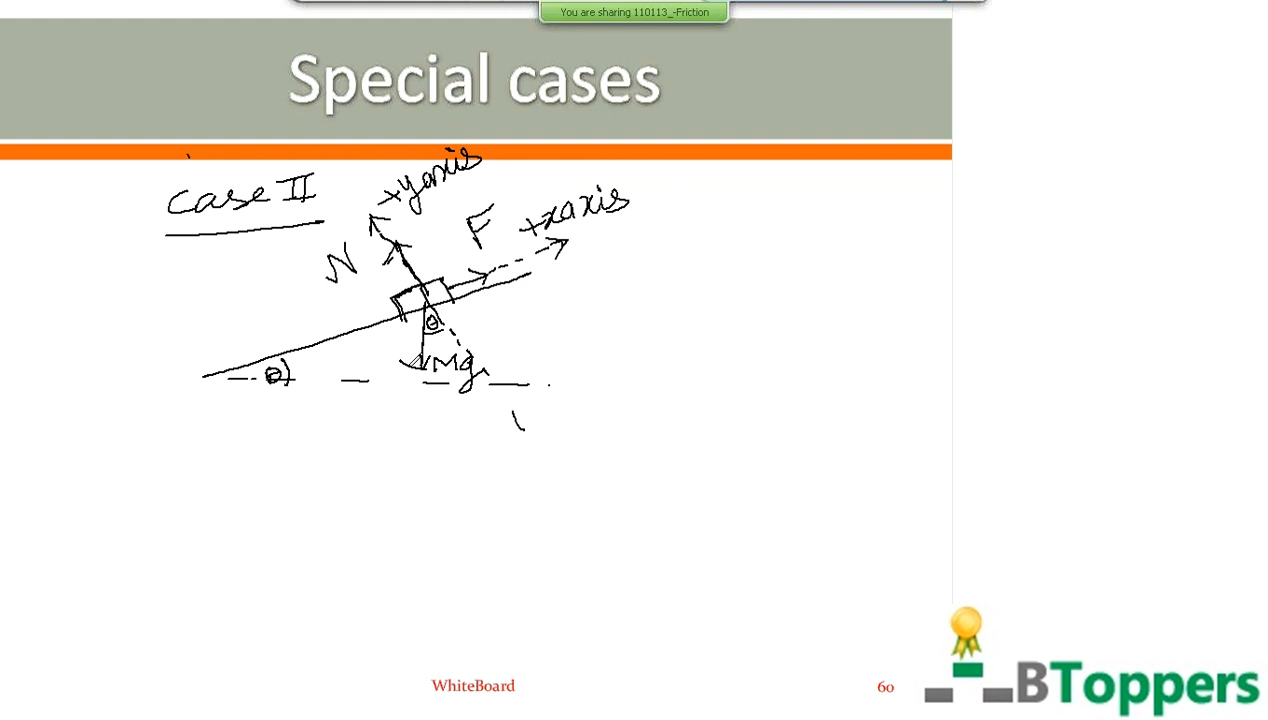 You are sharing 110113_-Friction
Special cases
Case II
+y axis
+x axis
F
N
θ
Mg
θ
WhiteBoard
60
BToppers